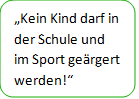 „Kein Kind darf in
der Schule und
im Sport geärgert
werden!“